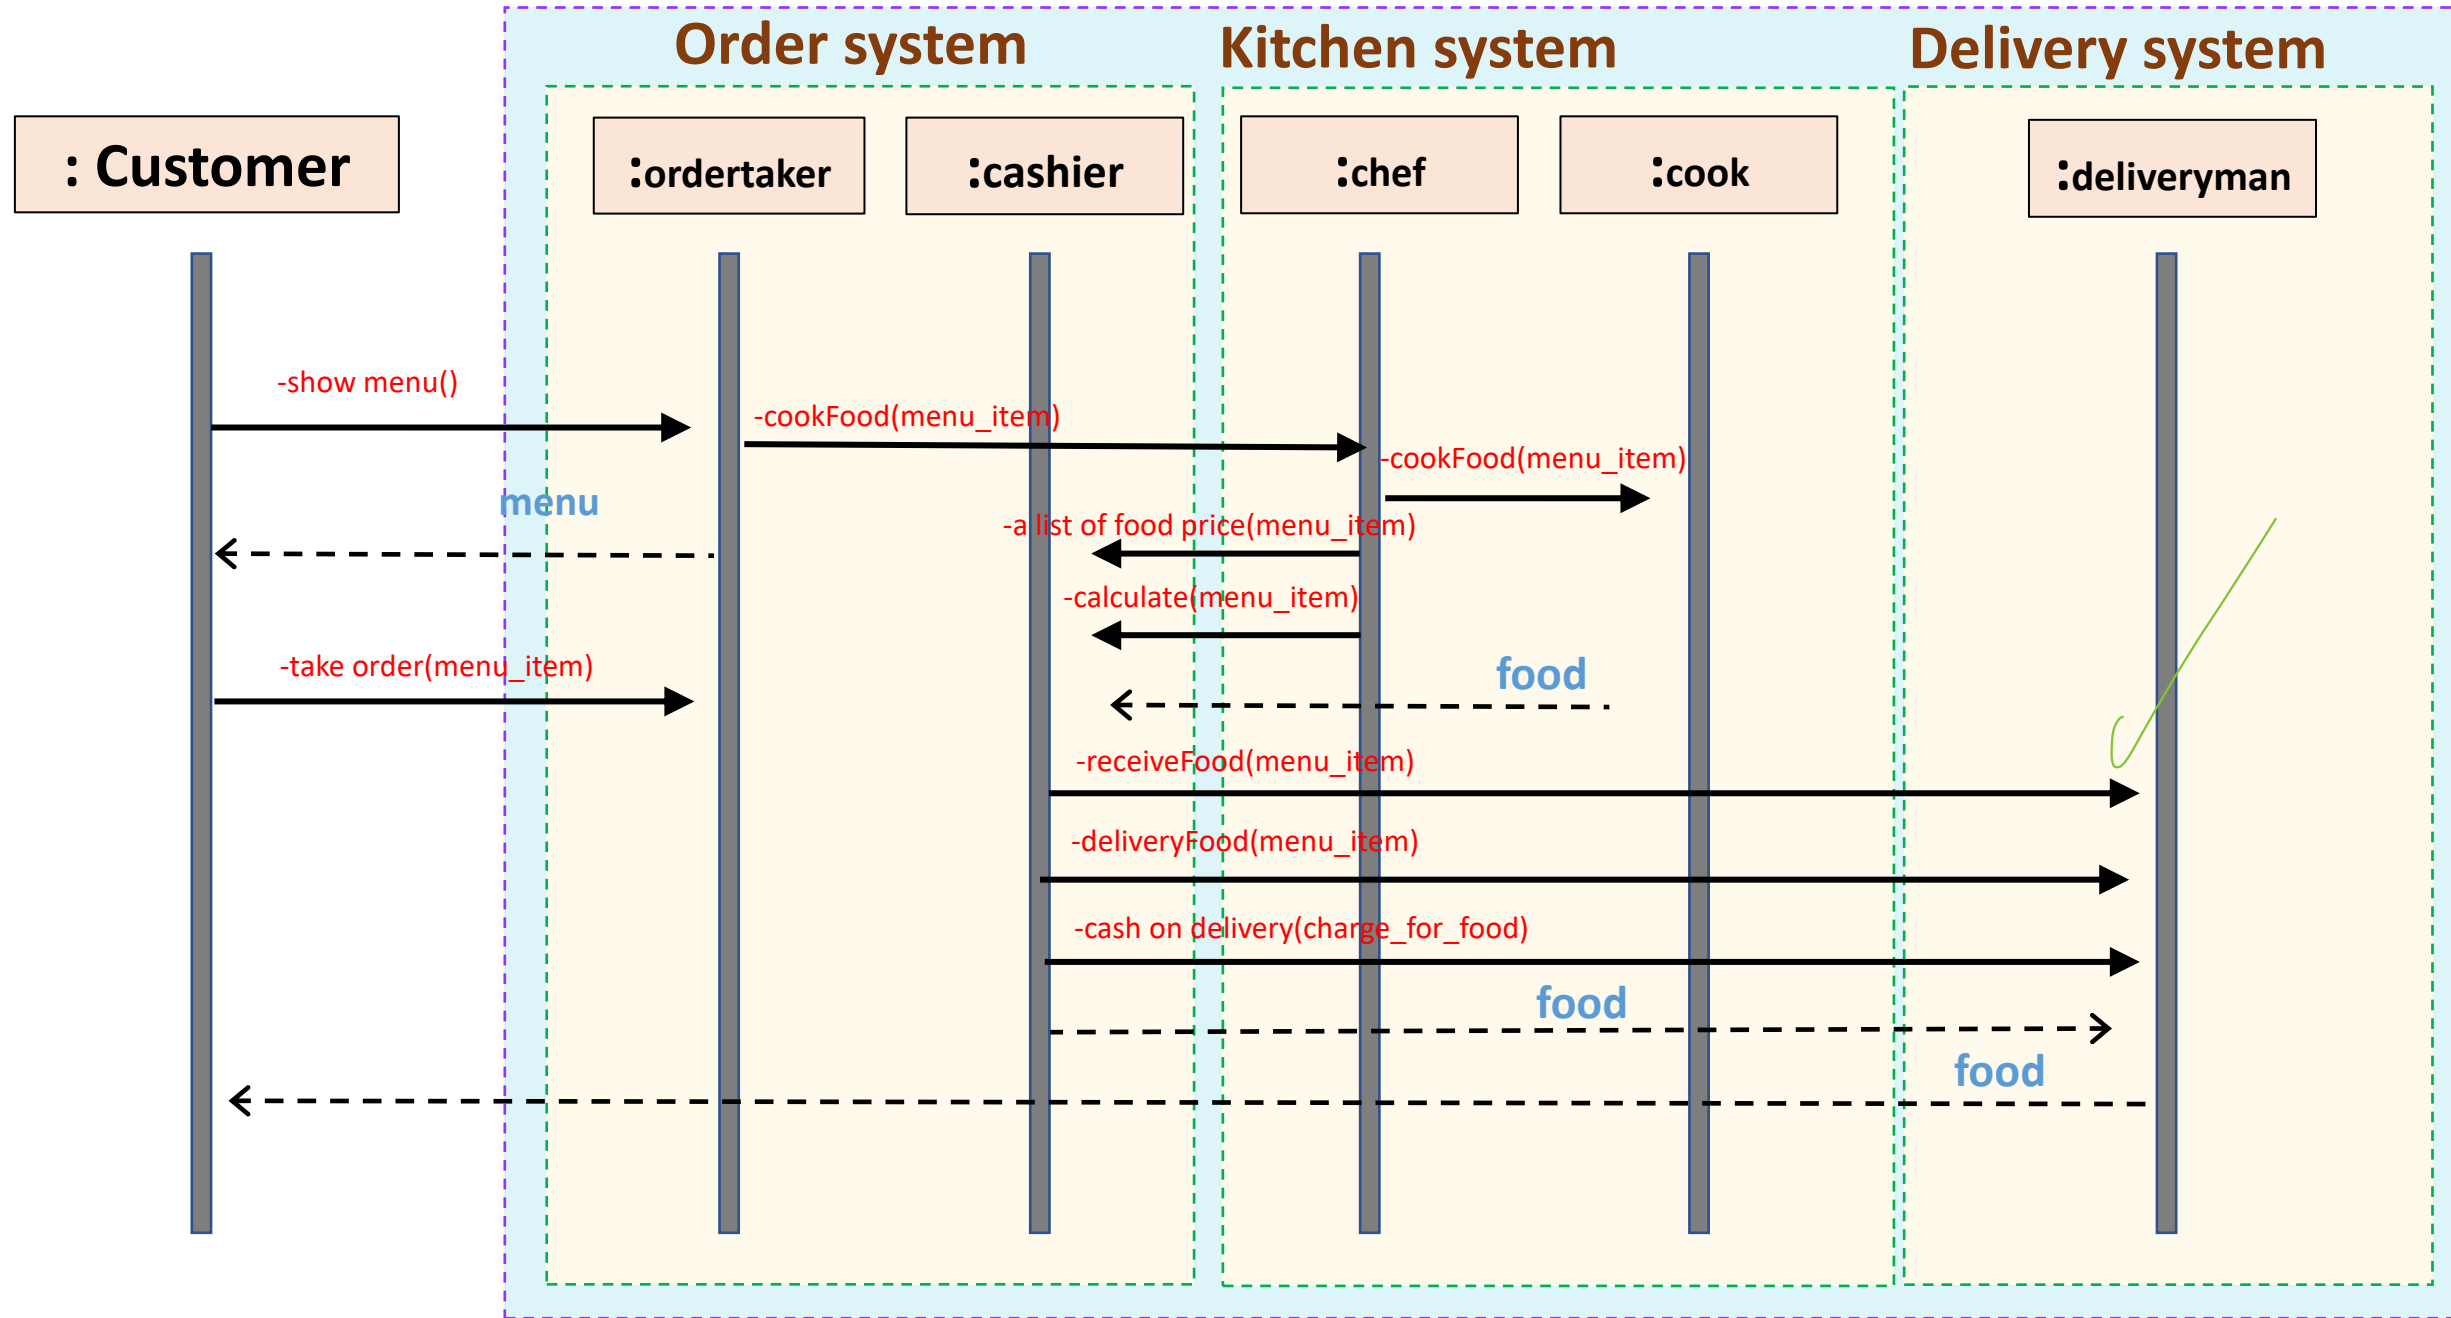 Order system
Kitchen system
Delivery system
: Customer
:ordertaker
:cashier
:chef
:cook
:deliveryman
-show menu()
-cookFood(menu_item)
-cookFood(menu_item)
menu
-a list of food price(menu_item)
-calculate(menu_item)
-take order(menu_item)
food
-receiveFood(menu_item)
-deliveryFood(menu_item)
-cash on delivery(charge_for_food)
food
food